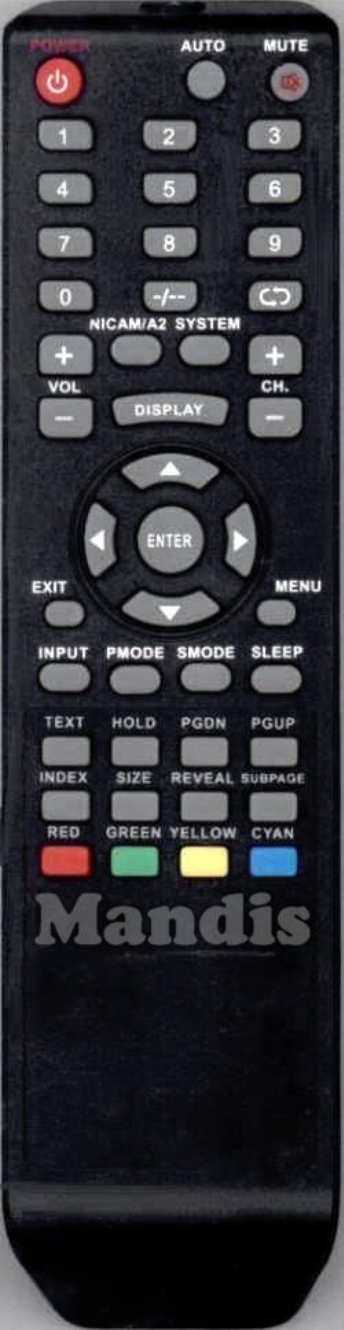 POWER AUTO MUTE
1 2 3
4 5 6
7 8 9
0 -/--
NICAM/A2 SYSTEM
+ +
VOL CH.
DISPLAY
- -
ENTER
EXIT MENU
INPUT PMODE SMODE SLEEP
TEXT HOLD PGDN PGUP
INDEX SIZE REVEAL SUBPAGE
RED GREEN YELLOW CYAN
Mandis